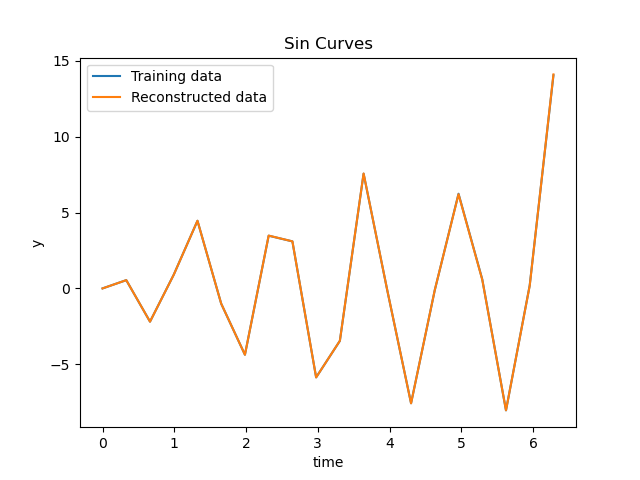 Sin Curves
Training data
Reconstructed data
15
10
5
0
−5
y
0 1 2 3 4 5 6
time